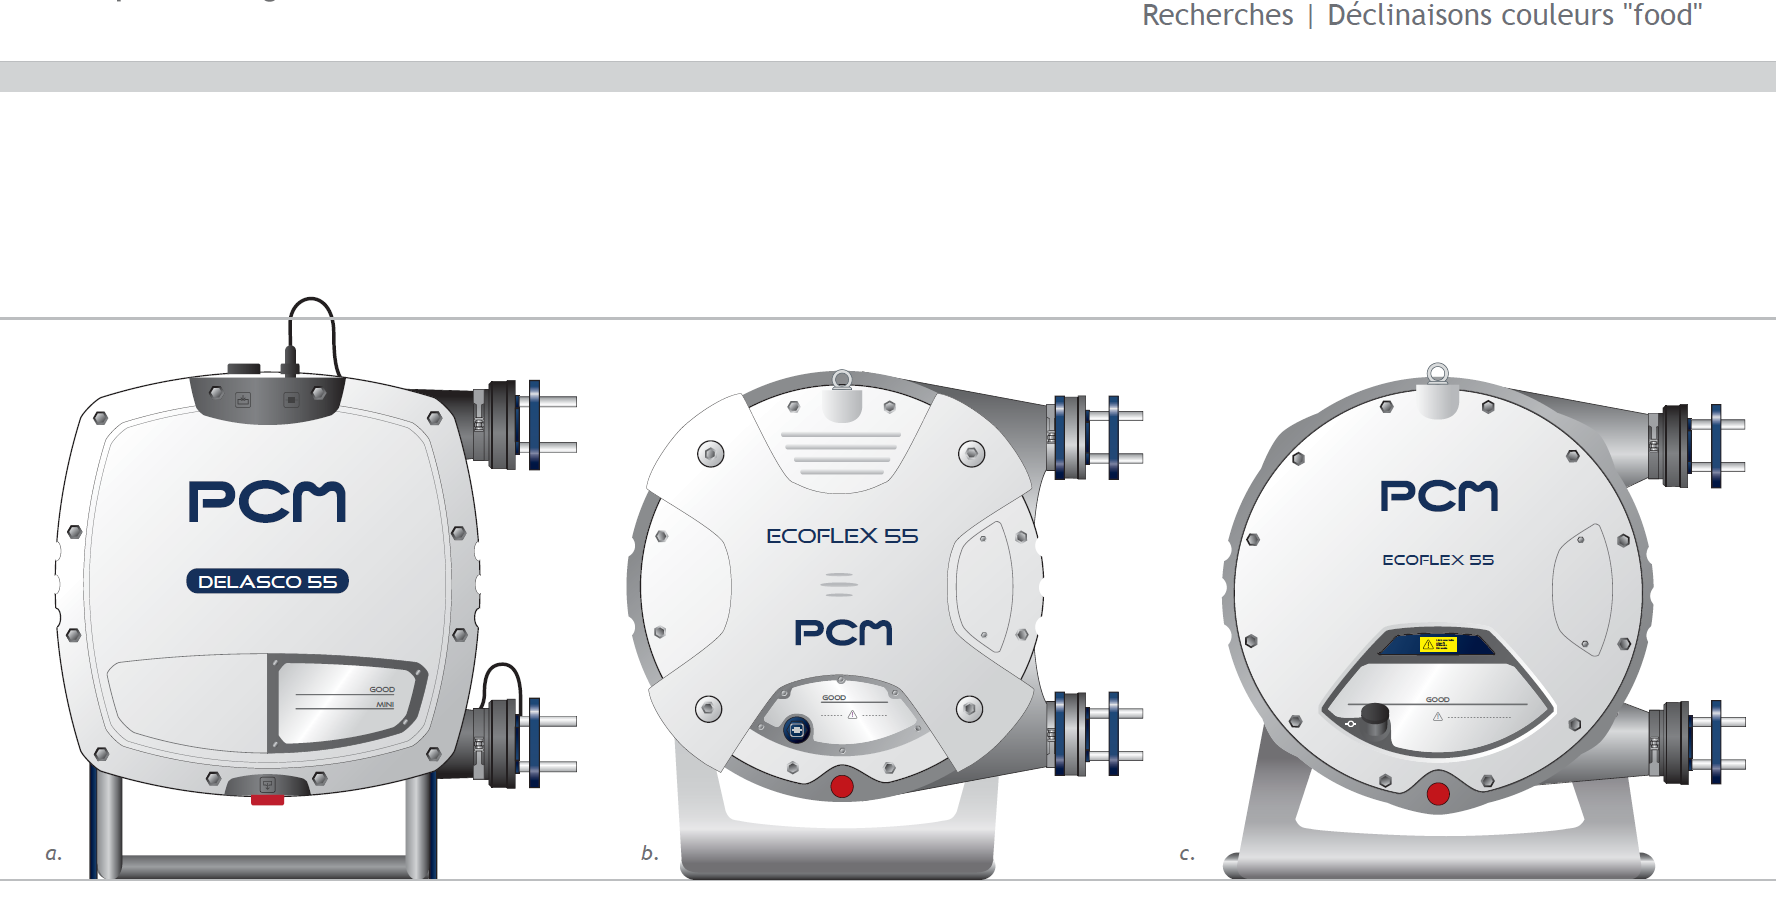 Recherches | Déclinaisons couleurs "food"
PCM
DELASCO 55
GOOD
MINI
a.
ECOFLEX 55
PCM
GOOD
b.
PCM
ECOFLEX 55
GOOD
c.